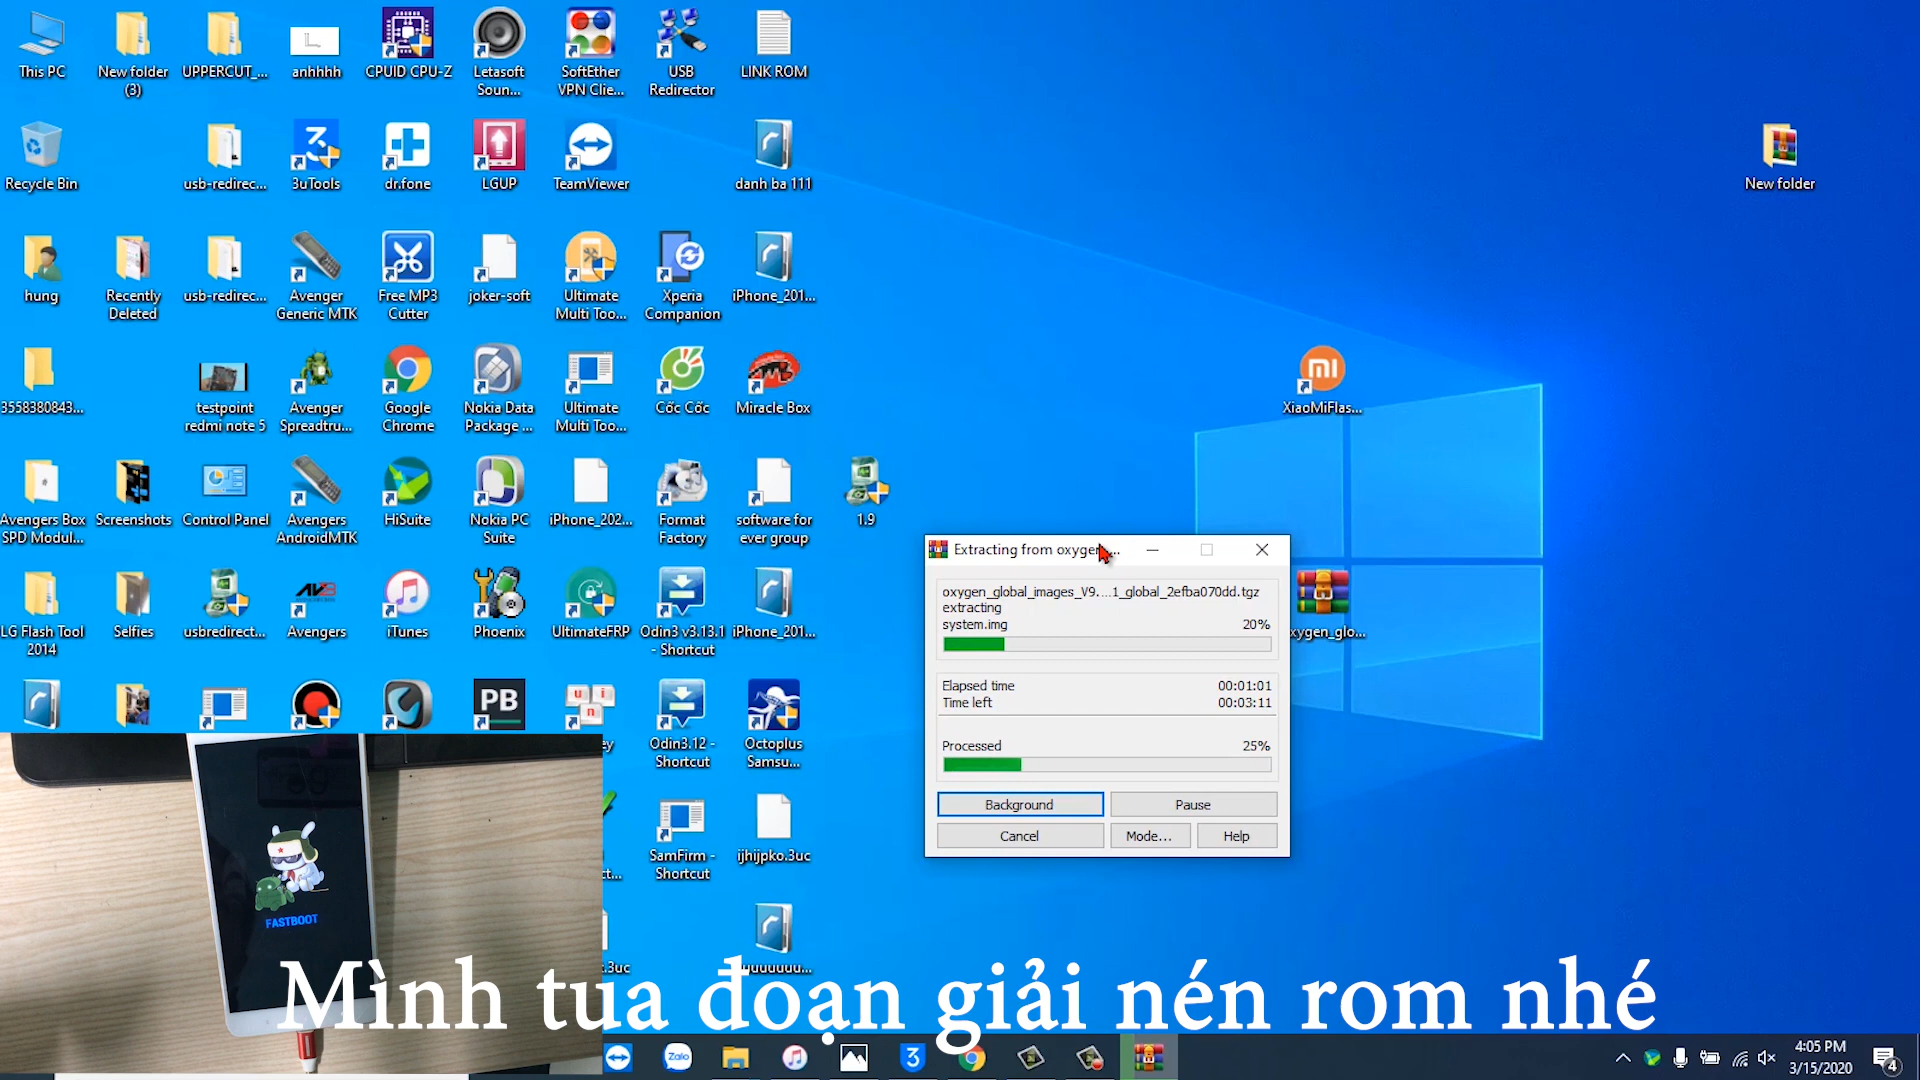 This PC
New folder (3)
UPPERCUT_...
anhhhh
CPUID CPU-Z
Letasoft Soun...
SoftEther VPN Clie...
USB Redirector
LINK ROM
Recycle Bin
usb-redirec...
3uTools
dr.fone
LGUP
TeamViewer
danh ba 111
New folder
hung
Recently Deleted
usb-redirec...
Avenger Generic MTK
Free MP3 Cutter
joker-soft
Ultimate Multi Too...
Xperia Companion
iPhone_201...
3558380843...
testpoint redmi note 5
Avenger Spreadtru...
Google Chrome
Nokia Data Package ...
Ultimate Multi Too...
Cốc Cốc
Miracle Box
XiaoMiFlas...
Avengers Box SPD Modul...
Screenshots
Control Panel
Avengers AndroidMTK
HiSuite
Nokia PC Suite
iPhone_202...
Format Factory
software for ever group
1.9
LG Flash Tool 2014
Selfies
usbredirect...
Avengers
iTunes
Phoenix
UltimateFRP
Odin3 v3.13.1 - Shortcut
iPhone_201...
xygen_glo...
PB
Odin3.12 - Shortcut
Octoplus Samsu...
SamFirm - Shortcut
ijhijpko.3uc
Extracting from oxygen...
oxygen_global_images_V9....1_global_2efba070dd.tgz
extracting
system.img 20%
Elapsed time 00:01:01
Time left 00:03:11
Processed 25%
Background
Pause
Cancel
Mode...
Help
FASTBOOT
Mình tua đoạn giải nén rom nhé
Zalo
4:05 PM
3/15/2020
4